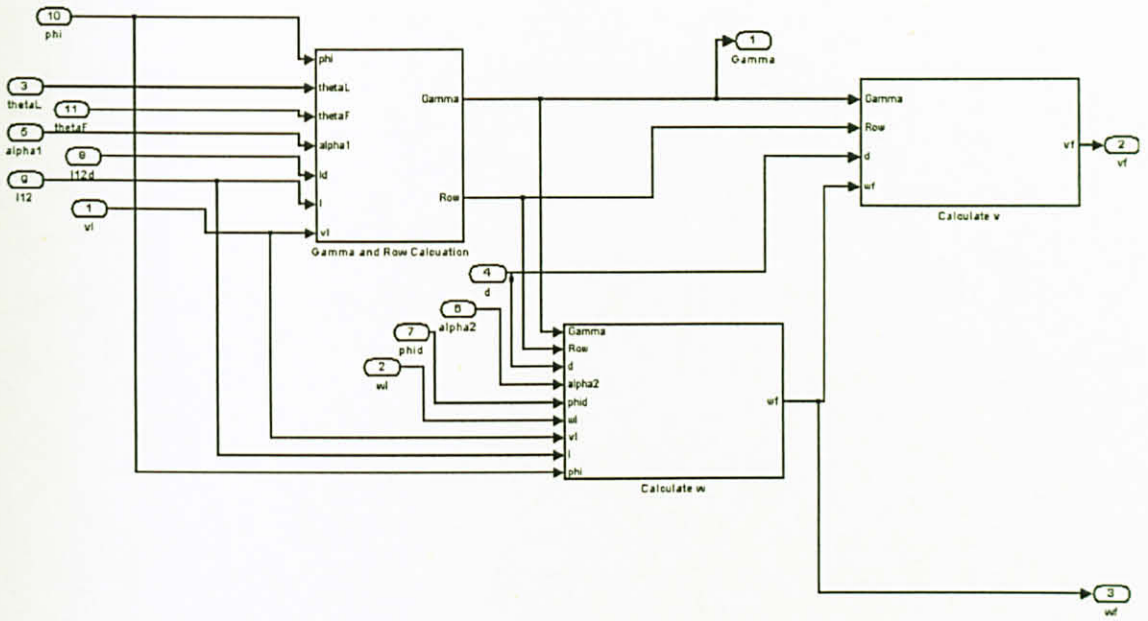 10
phi
3
thetaL
11
thetaF
5
alpha1
8
l12d
9
l12
1
vl
phi
thetaL
thetaF
alpha1
ld
l
vl
Gamma
Row
Gamma and Row Calcuation
1
Gamma
Gamma
Row
d
wf
vf
Calculate v
2
vf
4
d
6
alpha2
7
phid
2
wl
Gamma
Row
d
alpha2
phid
wl
vl
l
phi
wf
Calculate w
3
wf